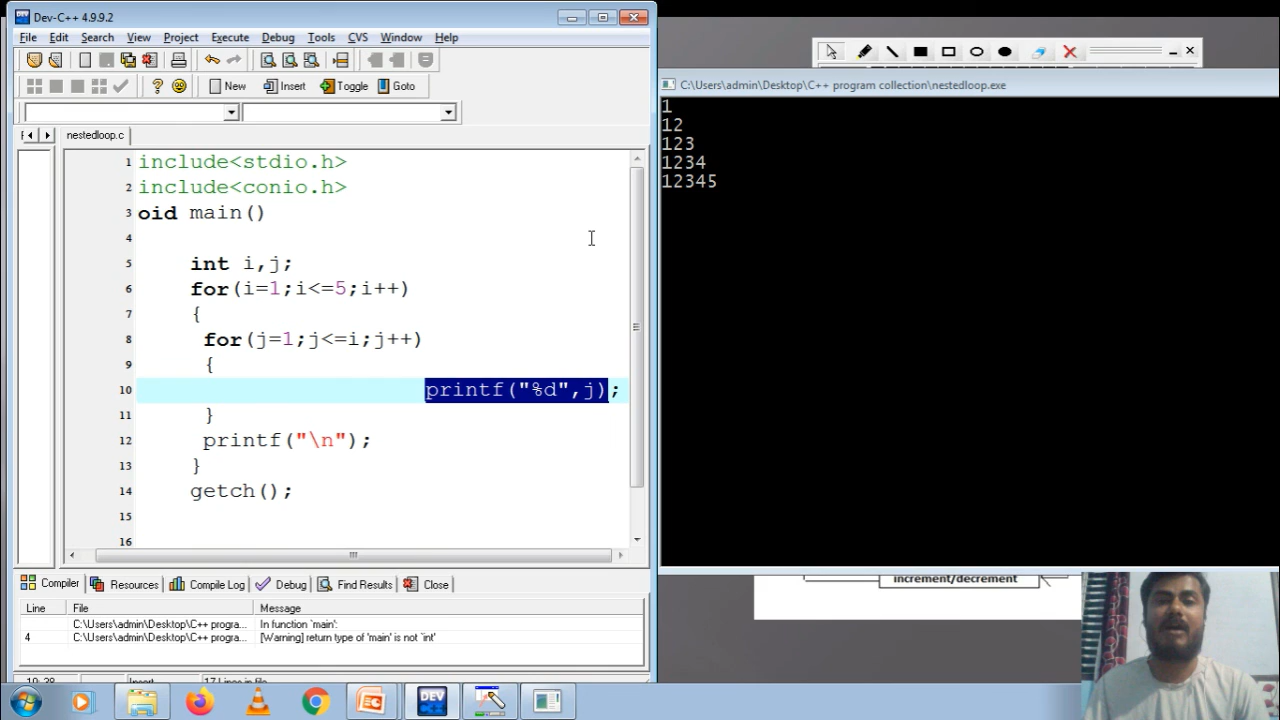 Dev-C++ 4.9.9.2
File Edit Search View Project Execute Debug Tools CVS Window Help
New Insert Toggle Goto
nestedloop.c
1 include<stdio.h>
2 include<conio.h>
3 oid main()
4
5 int i,j;
6 for(i=1;i<=5;i++)
7 {
8 for(j=1;j<=i;j++)
9 {
10 printf("%d",j);
11 }
12 printf("\n");
13 }
14 getch();
15
16
Compiler Resources Compile Log Debug Find Results Close
Line File Message
C:\Users\admin\Desktop\C++ progra... In function `main':
4 C:\Users\admin\Desktop\C++ progra... [Warning] return type of 'main' is not `int'
Insert 17 Lines in file
C:\Users\admin\Desktop\C++ program collection\nestedloop.exe
1
12
123
1234
12345
increment/decrement
DEV